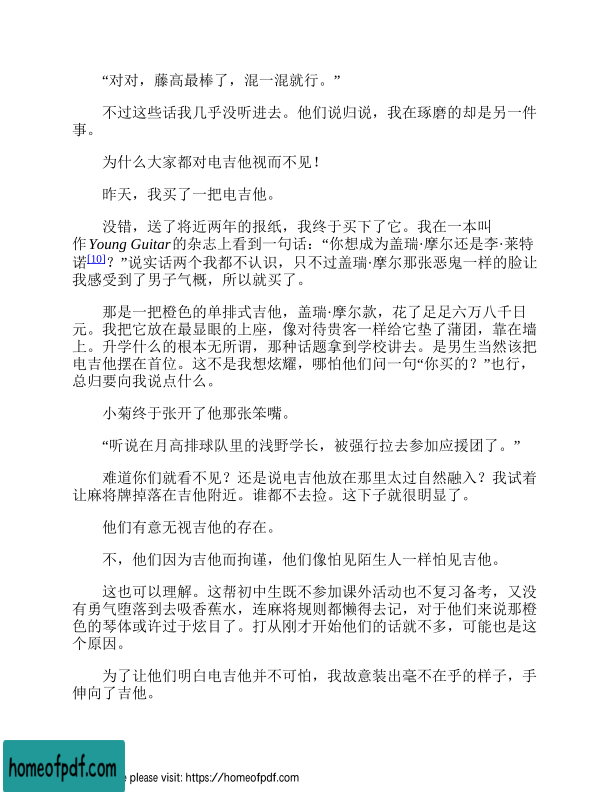 “对对，藤高最棒了，混一混就行。”
不过这些话我几乎没听进去。他们说归说，我在琢磨的却是另一件
事。
为什么大家都对电吉他视而不见！
昨天，我买了一把电吉他。
没错，送了将近两年的报纸，我终于买下了它。我在一本叫
作Young Guitar的杂志上看到一句话：“你想成为盖瑞·摩尔还是李·莱特
诺[10]？”说实话两个我都不认识，只不过盖瑞·摩尔那张恶鬼一样的脸让
我感受到了男子气概，所以就买了。
那是一把橙色的单排式吉他，盖瑞·摩尔款，花了足足六万八千日
元。我把它放在最显眼的上座，像对待贵客一样给它垫了蒲团，靠在墙
上。升学什么的根本无所谓，那种话题拿到学校讲去。是男生当然该把
电吉他摆在首位。这不是我想炫耀，哪怕他们问一句“你买的？”也行，
总归要向我说点什么。
小菊终于张开了他那张笨嘴。
“听说在月高排球队里的浅野学长，被强行拉去参加应援团了。”
难道你们就看不见？还是说电吉他放在那里太过自然融入？我试着
让麻将牌掉落在吉他附近。谁都不去捡。这下子就很明显了。
他们有意无视吉他的存在。
不，他们因为吉他而拘谨，他们像怕见陌生人一样怕见吉他。
这也可以理解。这帮初中生既不参加课外活动也不复习备考，又没
有勇气堕落到去吸香蕉水，连麻将规则都懒得去记，对于他们来说那橙
色的琴体或许过于炫目了。打从刚才开始他们的话就不多，可能也是这
个原因。
为了让他们明白电吉他并不可怕，我故意装出毫不在乎的样子，手
伸向了吉他。
homeofpdf.com
e please visit: https://homeofpdf.com